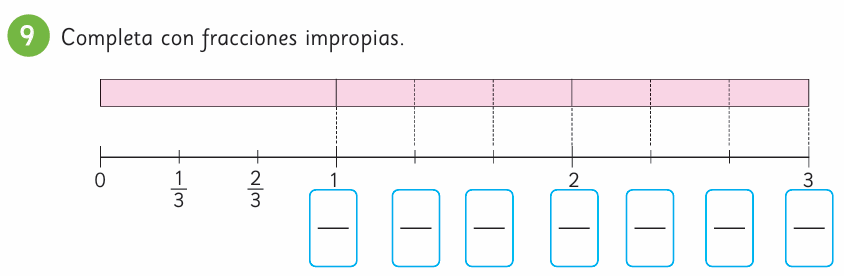 9 Completa con fracciones impropias.
0 1/3 2/3 1 2 3